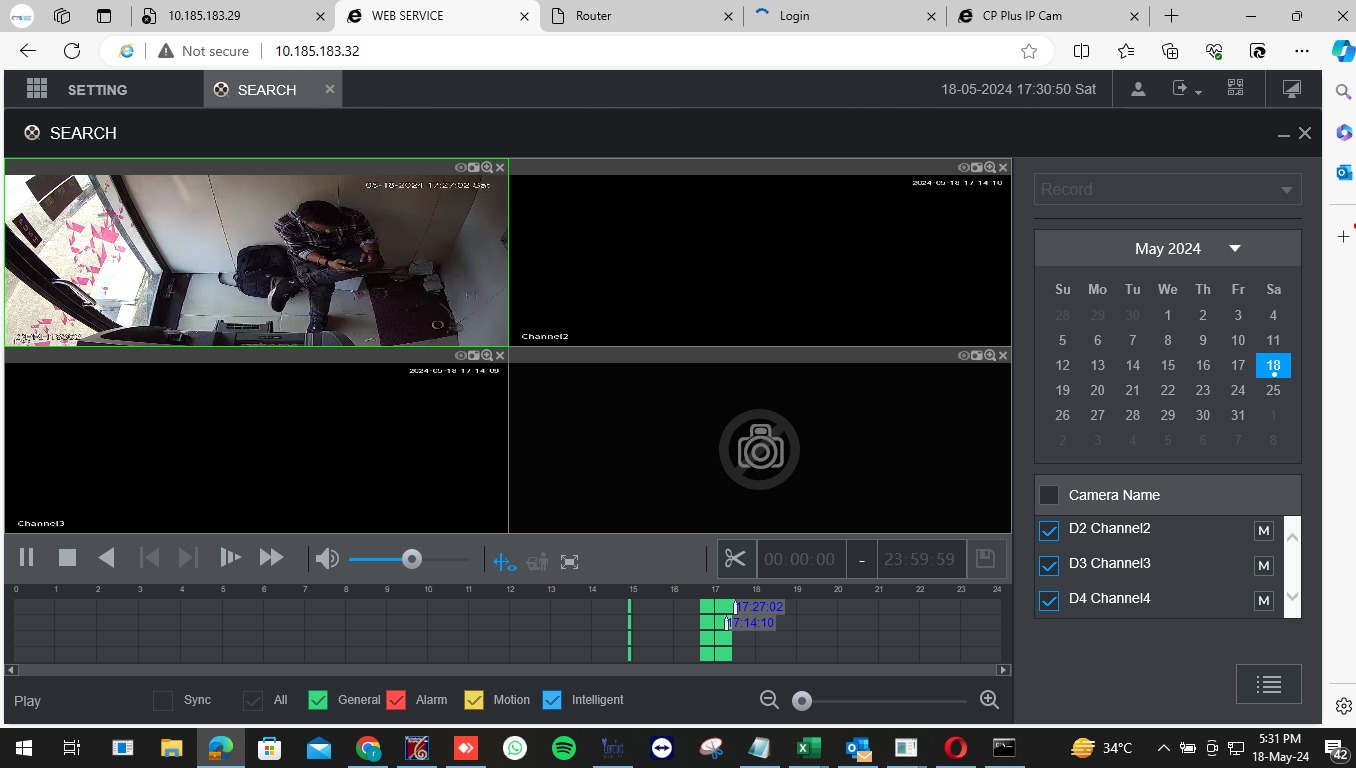 10.185.183.29
WEB SERVICE
Router
Login
CP Plus IP Cam
Not secure
10.185.183.32
SETTING
SEARCH
18-05-2024 17:30:50 Sat
SEARCH
05-18-2024 17:27:02 Sat
2024-05-18 17:14:10
Channel2
2024-05-18 17:14:09
Channel3
Record
May 2024
Su Mo Tu We Th Fr Sa
28 29 30 1 2 3 4
5 6 7 8 9 10 11
12 13 14 15 16 17 18
19 20 21 22 23 24 25
26 27 28 29 30 31 1
2 3 4 5 6 7 8
Camera Name
D2 Channel2 M
D3 Channel3 M
D4 Channel4 M
00:00:00 - 23:59:59
0 1 2 3 4 5 6 7 8 9 10 11 12 13 14 15 16 17 18 19 20 21 22 23 24
17:27:02
17:14:10
Play
Sync
All
General
Alarm
Motion
Intelligent
34°C
5:31 PM
18-May-24
42